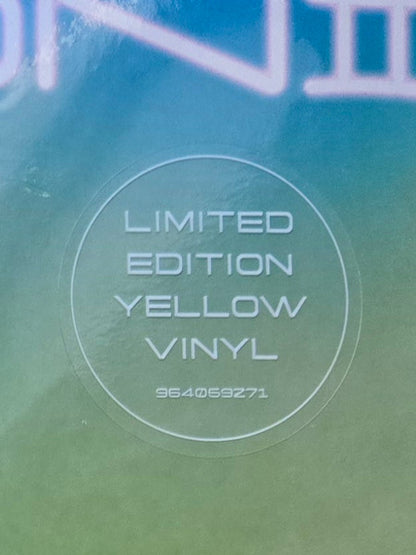 LIMITED
EDITION
YELLOW
VINYL
964069271